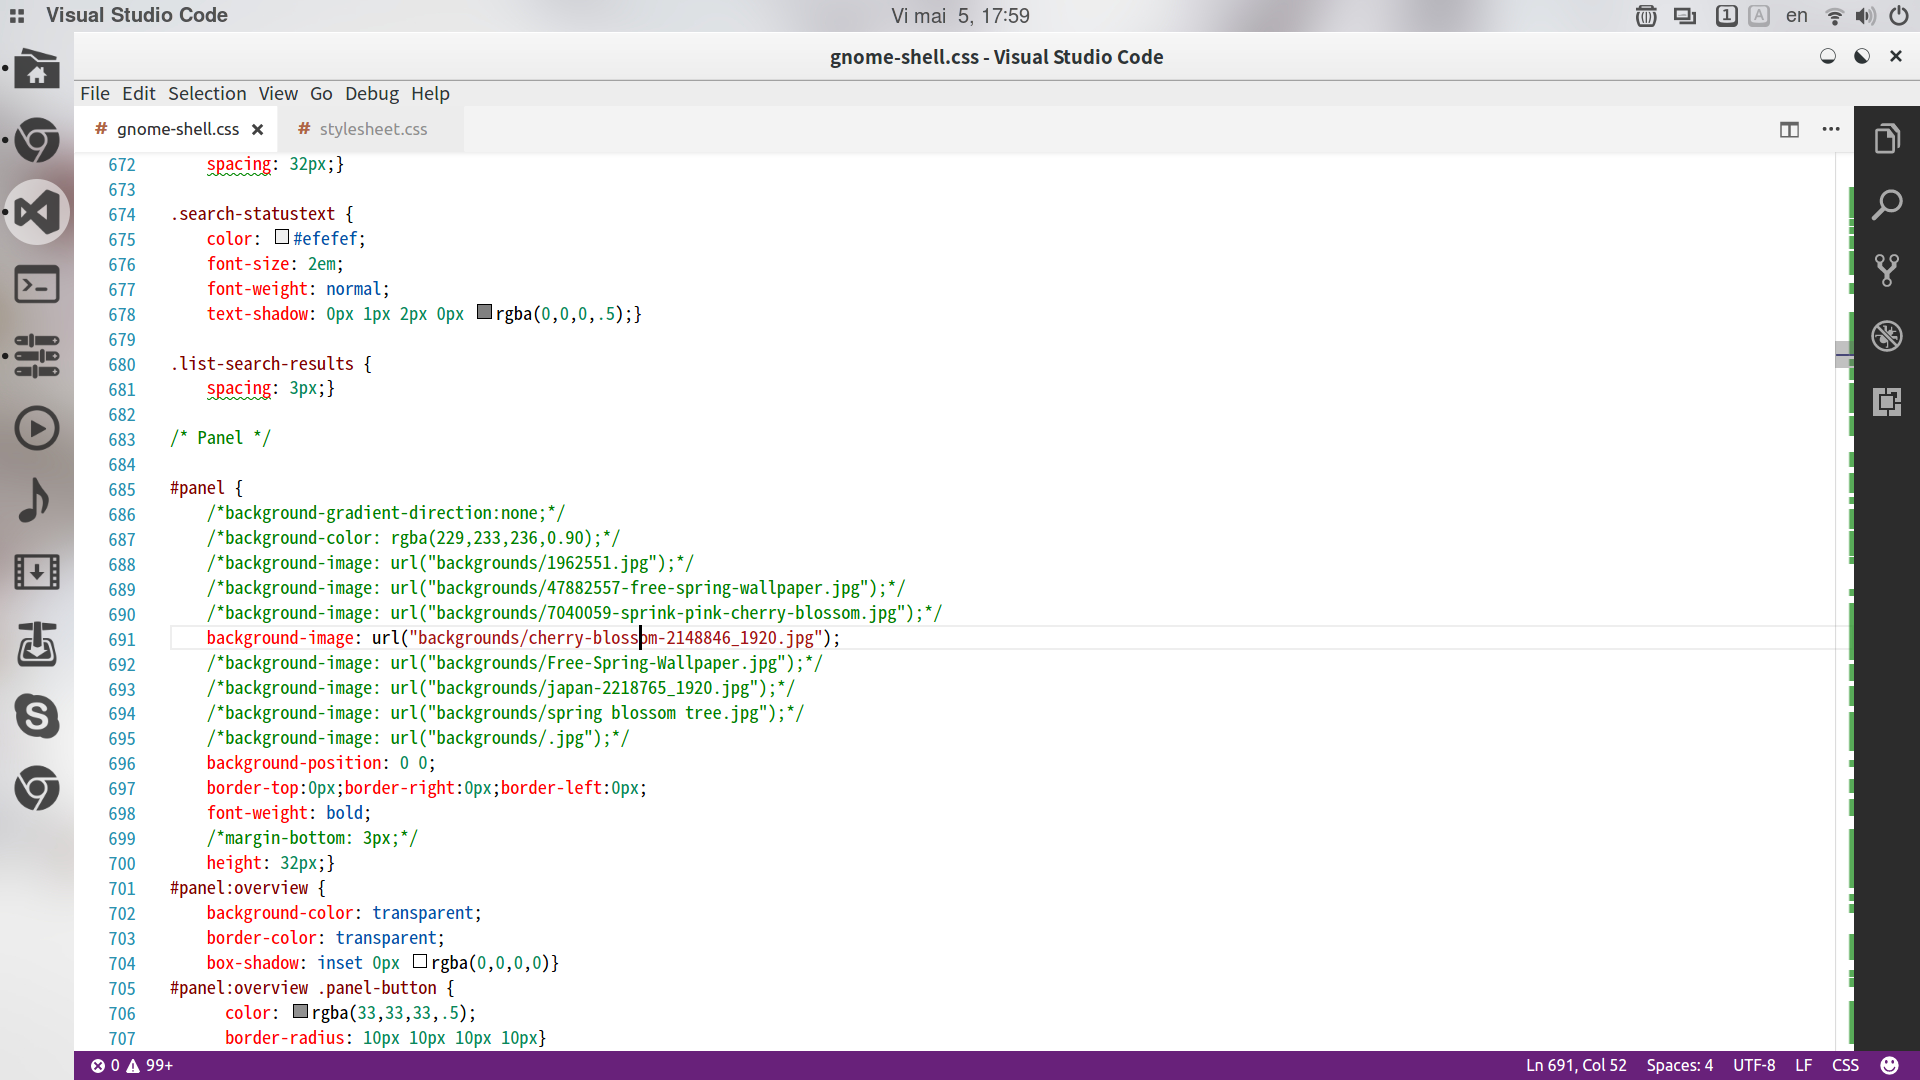 Visual Studio Code
Vi mai 5, 17:59
1 A en
gnome-shell.css - Visual Studio Code
File Edit Selection View Go Debug Help
# gnome-shell.css
# stylesheet.css
672 spacing: 32px;}
673
674 .search-statustext {
675 color: #efefef;
676 font-size: 2em;
677 font-weight: normal;
678 text-shadow: 0px 1px 2px 0px rgba(0,0,0,.5);}
679
680 .list-search-results {
681 spacing: 3px;}
682
683 /* Panel */
684
685 #panel {
686 /*background-gradient-direction:none;*/
687 /*background-color: rgba(229,233,236,0.90);*/
688 /*background-image: url("backgrounds/1962551.jpg");*/
689 /*background-image: url("backgrounds/47882557-free-spring-wallpaper.jpg");*/
690 /*background-image: url("backgrounds/7040059-sprink-pink-cherry-blossom.jpg");*/
691 background-image: url("backgrounds/cherry-blossom-2148846_1920.jpg");
692 /*background-image: url("backgrounds/Free-Spring-Wallpaper.jpg");*/
693 /*background-image: url("backgrounds/japan-2218765_1920.jpg");*/
694 /*background-image: url("backgrounds/spring blossom tree.jpg");*/
695 /*background-image: url("backgrounds/.jpg");*/
696 background-position: 0 0;
697 border-top:0px;border-right:0px;border-left:0px;
698 font-weight: bold;
699 /*margin-bottom: 3px;*/
700 height: 32px;}
701 #panel:overview {
702 background-color: transparent;
703 border-color: transparent;
704 box-shadow: inset 0px rgba(0,0,0,0)}
705 #panel:overview .panel-button {
706 color: rgba(33,33,33,.5);
707 border-radius: 10px 10px 10px 10px}
0 99+
Ln 691, Col 52 Spaces: 4 UTF-8 LF CSS